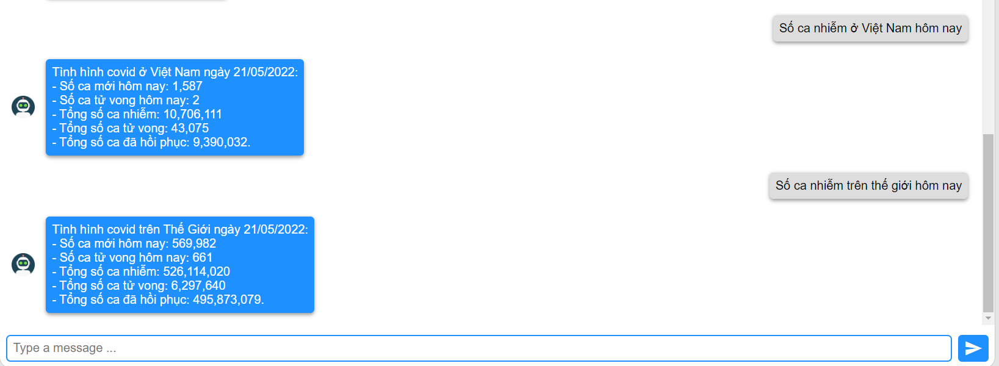 Số ca nhiễm ở Việt Nam hôm nay
Tình hình covid ở Việt Nam ngày 21/05/2022:
- Số ca mới hôm nay: 1,587
- Số ca tử vong hôm nay: 2
- Tổng số ca nhiễm: 10,706,111
- Tổng số ca tử vong: 43,075
- Tổng số ca đã hồi phục: 9,390,032.
Số ca nhiễm trên thế giới hôm nay
Tình hình covid trên Thế Giới ngày 21/05/2022:
- Số ca mới hôm nay: 569,982
- Số ca tử vong hôm nay: 661
- Tổng số ca nhiễm: 526,114,020
- Tổng số ca tử vong: 6,297,640
- Tổng số ca đã hồi phục: 495,873,079.
Type a message ...